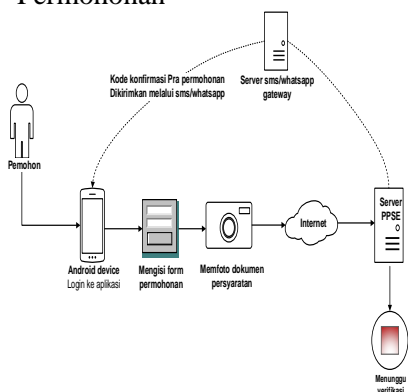 Permohonan
Kode konfirmasi Pra permohonan
Dikirimkan melalui sms/whatsapp
Server sms/whatsapp
gateway
Pemohon
Server
PPSE
Internet
Android device
Login ke aplikasi
Mengisi form
permohonan
Memfoto dokumen
persyaratan
Menunggu
verifikasi